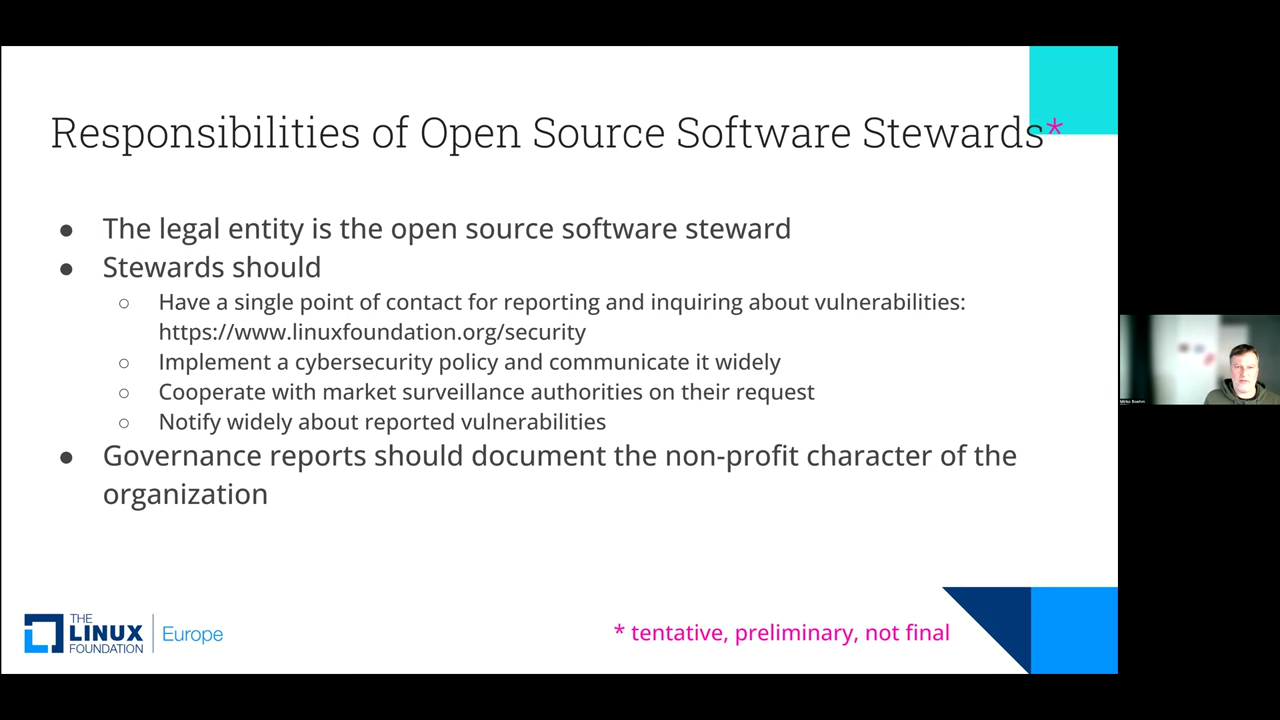 Responsibilities of Open Source Software Stewards*
● The legal entity is the open source software steward
● Stewards should
○ Have a single point of contact for reporting and inquiring about vulnerabilities:
https://www.linuxfoundation.org/security
○ Implement a cybersecurity policy and communicate it widely
○ Cooperate with market surveillance authorities on their request
○ Notify widely about reported vulnerabilities
● Governance reports should document the non-profit character of the
organization
THE
LINUX
FOUNDATION
Europe
* tentative, preliminary, not final
Mirko Boehm